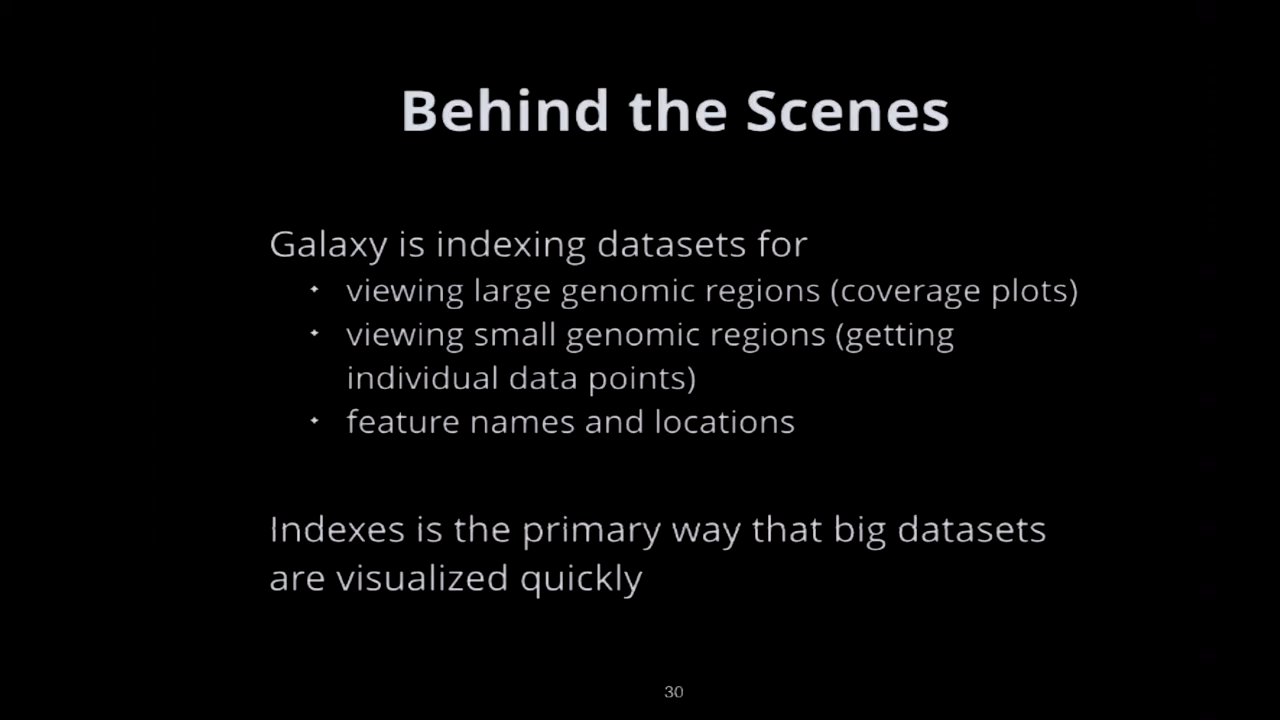 Behind the Scenes
Galaxy is indexing datasets for
viewing large genomic regions (coverage plots)
viewing small genomic regions (getting
individual data points)
feature names and locations
Indexes is the primary way that big datasets
are visualized quickly
30